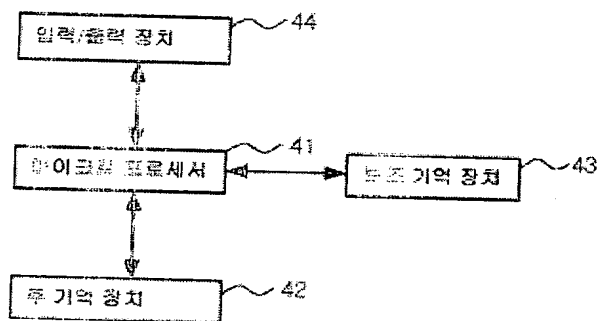 입력/출력 장치
44
마이크로 프로세서
41
보조 기억 장치
43
주 기억 장치
42